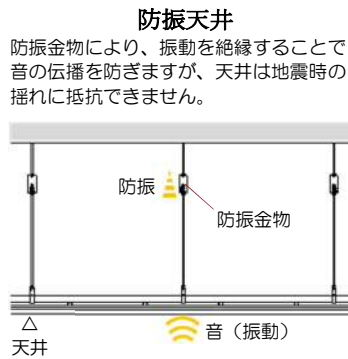 防振天井
防振金物により、振動を絶縁することで
音の伝播を防ぎますが、天井は地震時の
揺れに抵抗できません。
防振
防振金物
△
天井
音（振動）